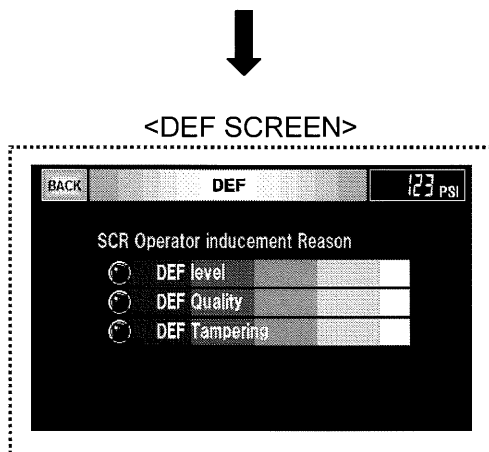 <DEF SCREEN>
BACK DEF 123 PSI
SCR Operator inducement Reason
DEF level
DEF Quality
DEF Tampering